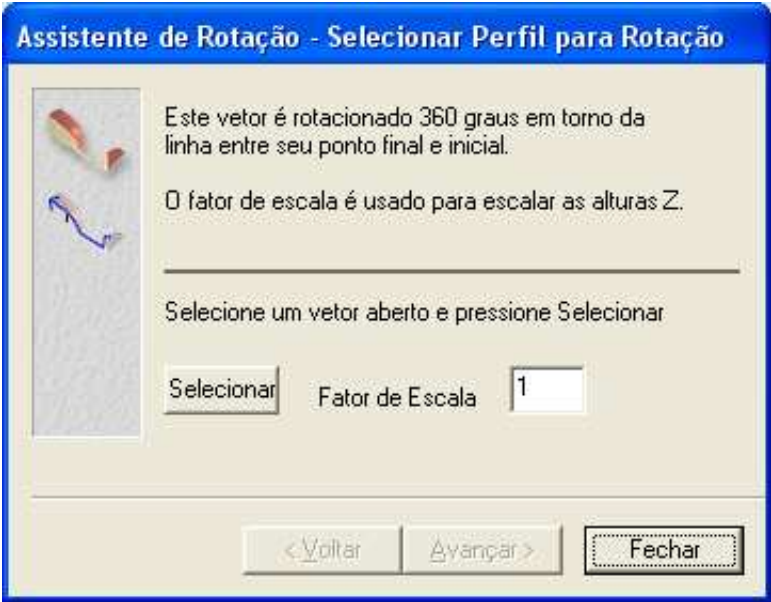 Assistente de Rotação - Selecionar Perfil para Rotação
Este vetor é rotacionado 360 graus em torno da
linha entre seu ponto final e inicial.
O fator de escala é usado para escalar as alturas Z.
Selecione um vetor aberto e pressione Selecionar
Selecionar Fator de Escala 1
< Voltar Avançar > Fechar